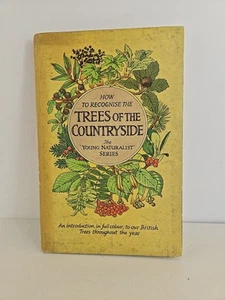 HOW
TO RECOGNISE THE
TREES OF THE
COUNTRYSIDE
The
YOUNG NATURALIST
SERIES
An introduction, in full colour, to our British
Trees throughout the year